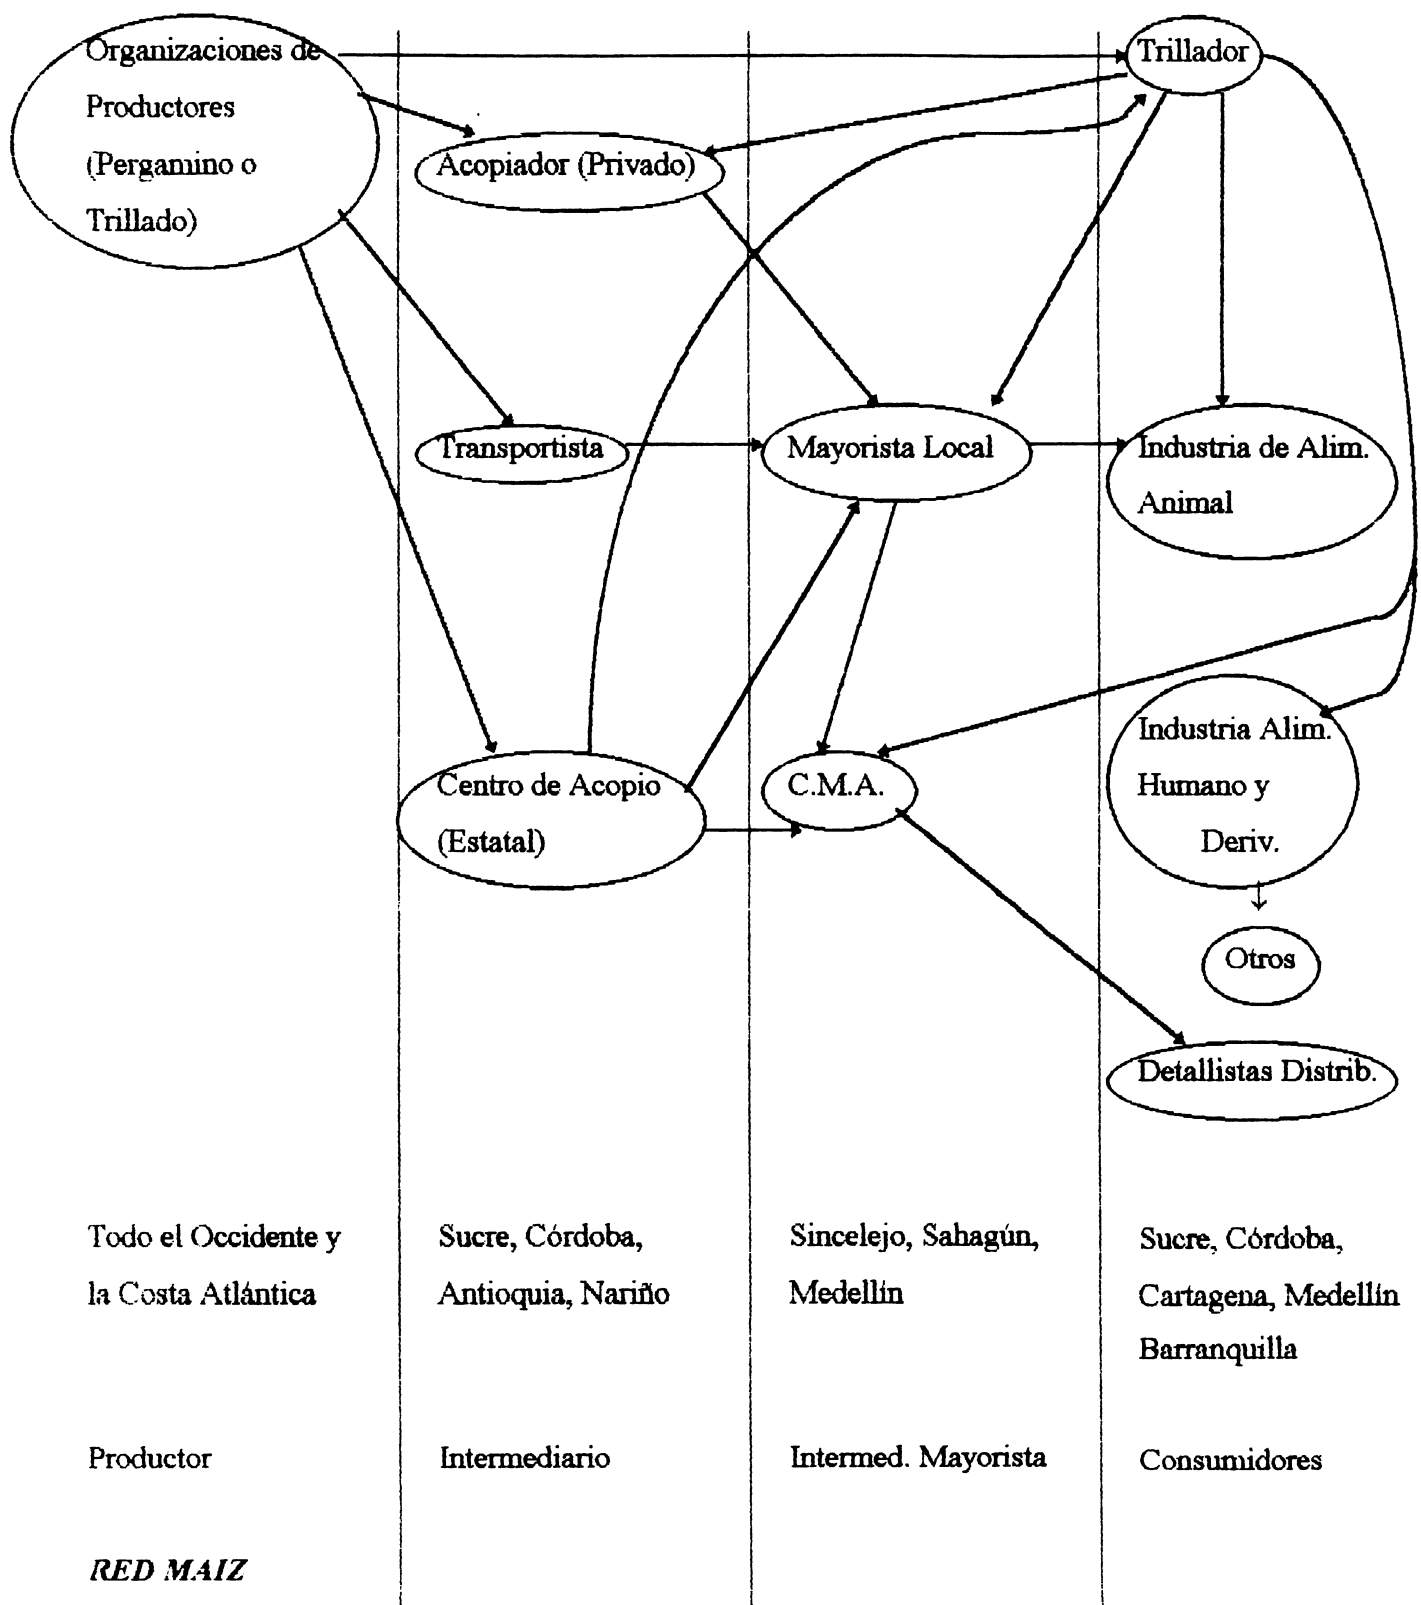 Organizaciones de
Productores
(Pergamino o
Trillado)
Trillador
Acopiador (Privado)
Transportista
Mayorista Local
Industria de Alim.
Animal
Centro de Acopio
(Estatal)
C.M.A.
Industria Alim.
Humano y
Deriv.
Otros
Detallistas Distrib.
Todo el Occidente y
la Costa Atlántica
Sucre, Córdoba,
Antioquia, Nariño
Sincelejo, Sahagún,
Medellín
Sucre, Córdoba,
Cartagena, Medellín
Barranquilla
Productor
Intermediario
Intermed. Mayorista
Consumidores
RED MAIZ